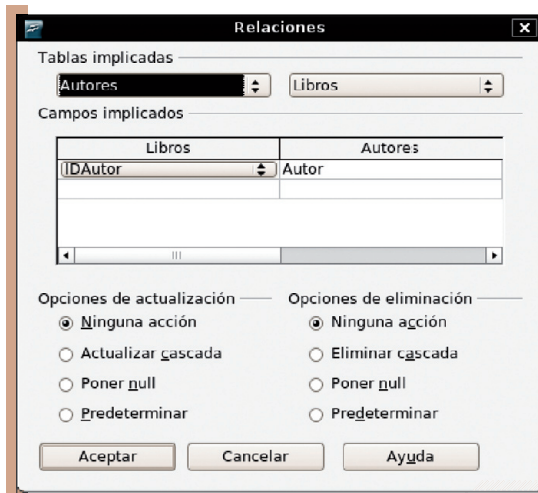 Relaciones
Tablas implicadas
Autores Libros
Campos implicados
Libros Autores
IDAutor Autor
Opciones de actualización Opciones de eliminación
Ninguna acción Ninguna acción
Actualizar cascada Eliminar cascada
Poner null Poner null
Predeterminar Predeterminar
Aceptar Cancelar Ayuda